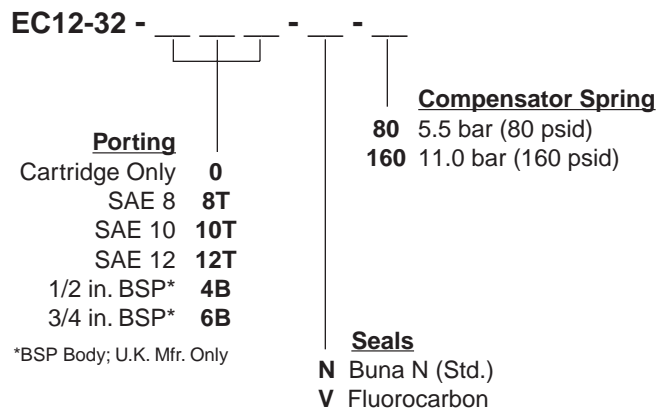 EC12-32 - __ __ __ - __ - __
Compensator Spring
80 5.5 bar (80 psid)
160 11.0 bar (160 psid)
Porting
Cartridge Only 0
SAE 8 8T
SAE 10 10T
SAE 12 12T
1/2 in. BSP* 4B
3/4 in. BSP* 6B
*BSP Body; U.K. Mfr. Only
Seals
N Buna N (Std.)
V Fluorocarbon